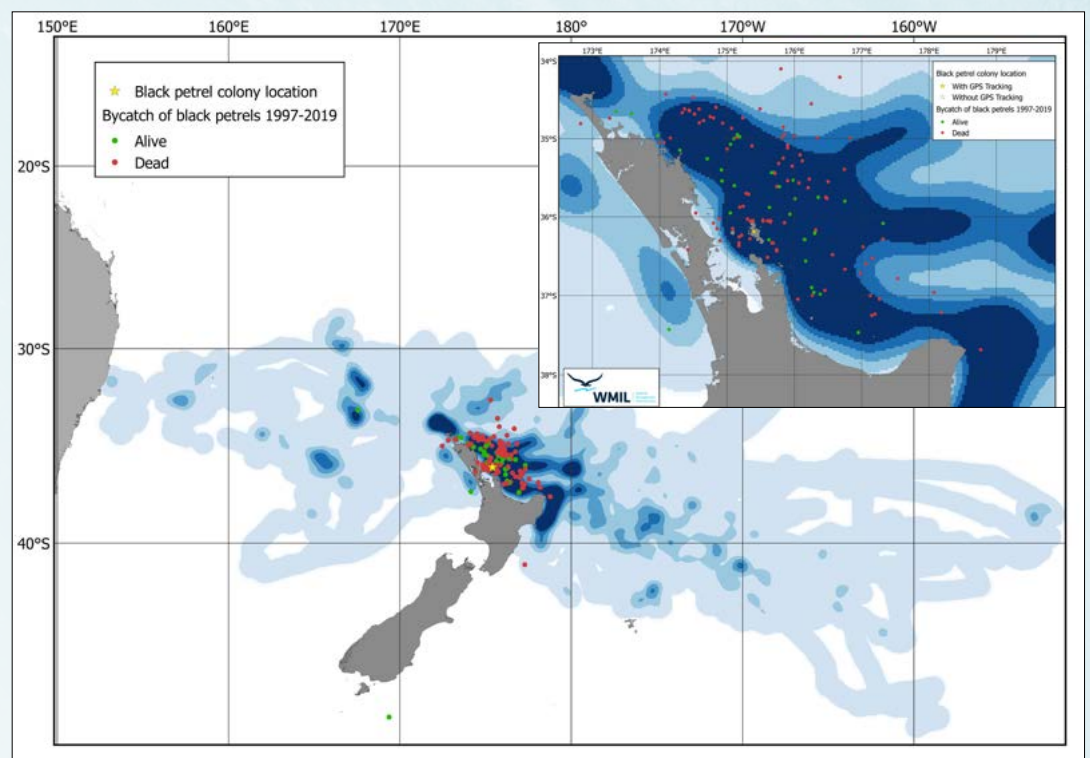 150°E 160°E 170°E 180° 170°W 160°W
20°S
30°S
40°S
Black petrel colony location
Bycatch of black petrels 1997-2019
Alive
Dead
173°E 174°E 175°E 176°E 177°E 178°E 179°E
34°S
35°S
36°S
37°S
38°S
Black petrel colony location
With GPS Tracking
Without GPS Tracking
Bycatch of black petrels 1997-2019
Alive
Dead
WMIL